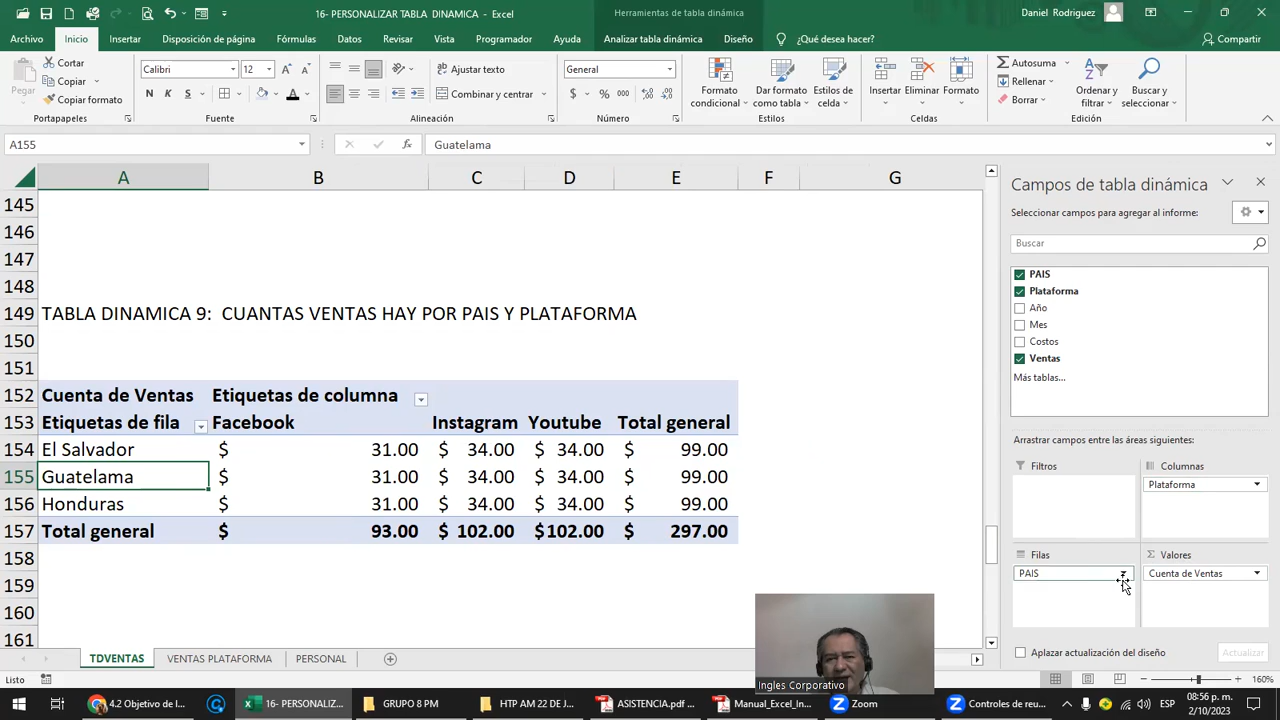 16- PERSONALIZAR TABLA DINAMICA - Excel
Herramientas de tabla dinámica
Daniel Rodriguez
Archivo Inicio Insertar Disposición de página Fórmulas Datos Revisar Vista Programador Ayuda Analizar tabla dinámica Diseño ¿Qué desea hacer? Compartir
Pegar
Cortar
Copiar
Copiar formato
Portapapeles
Calibri 12
N K S
Fuente
Ajustar texto
Combinar y centrar
Alineación
General
$ % 000
Número
Formato condicional
Dar formato como tabla
Estilos de celda
Estilos
Insertar Eliminar Formato
Celdas
Autosuma
Rellenar
Borrar
Ordenar y filtrar
Buscar y seleccionar
Edición
A155 fx Guatelama
A B C D E F G
145
146
147
148
149 TABLA DINAMICA 9: CUANTAS VENTAS HAY POR PAIS Y PLATAFORMA
150
151
152 Cuenta de Ventas Etiquetas de columna
153 Etiquetas de fila Facebook Instagram Youtube Total general
154 El Salvador $ 31.00 $ 34.00 $ 34.00 $ 99.00
155 Guatelama $ 31.00 $ 34.00 $ 34.00 $ 99.00
156 Honduras $ 31.00 $ 34.00 $ 34.00 $ 99.00
157 Total general $ 93.00 $ 102.00 $102.00 $ 297.00
158
159
160
161
Campos de tabla dinámica
Seleccionar campos para agregar al informe:
Buscar
PAIS
Plataforma
Año
Mes
Costos
Ventas
Más tablas...
Arrastrar campos entre las áreas siguientes:
Filtros Columnas
Plataforma
Filas Σ Valores
PAIS Cuenta de Ventas
Aplazar actualización del diseño Actualizar
Ingles Corporativo
TDVENTAS VENTAS PLATAFORMA PERSONAL
Listo 160%
4.2 Objetivo de l... 16- PERSONALIZ... GRUPO 8 PM HTP AM 22 DE J... ASISTENCIA.pdf ... Manual_Excel_In... Zoom Controles de reu... ESP 08:56 p. m.
2/10/2023